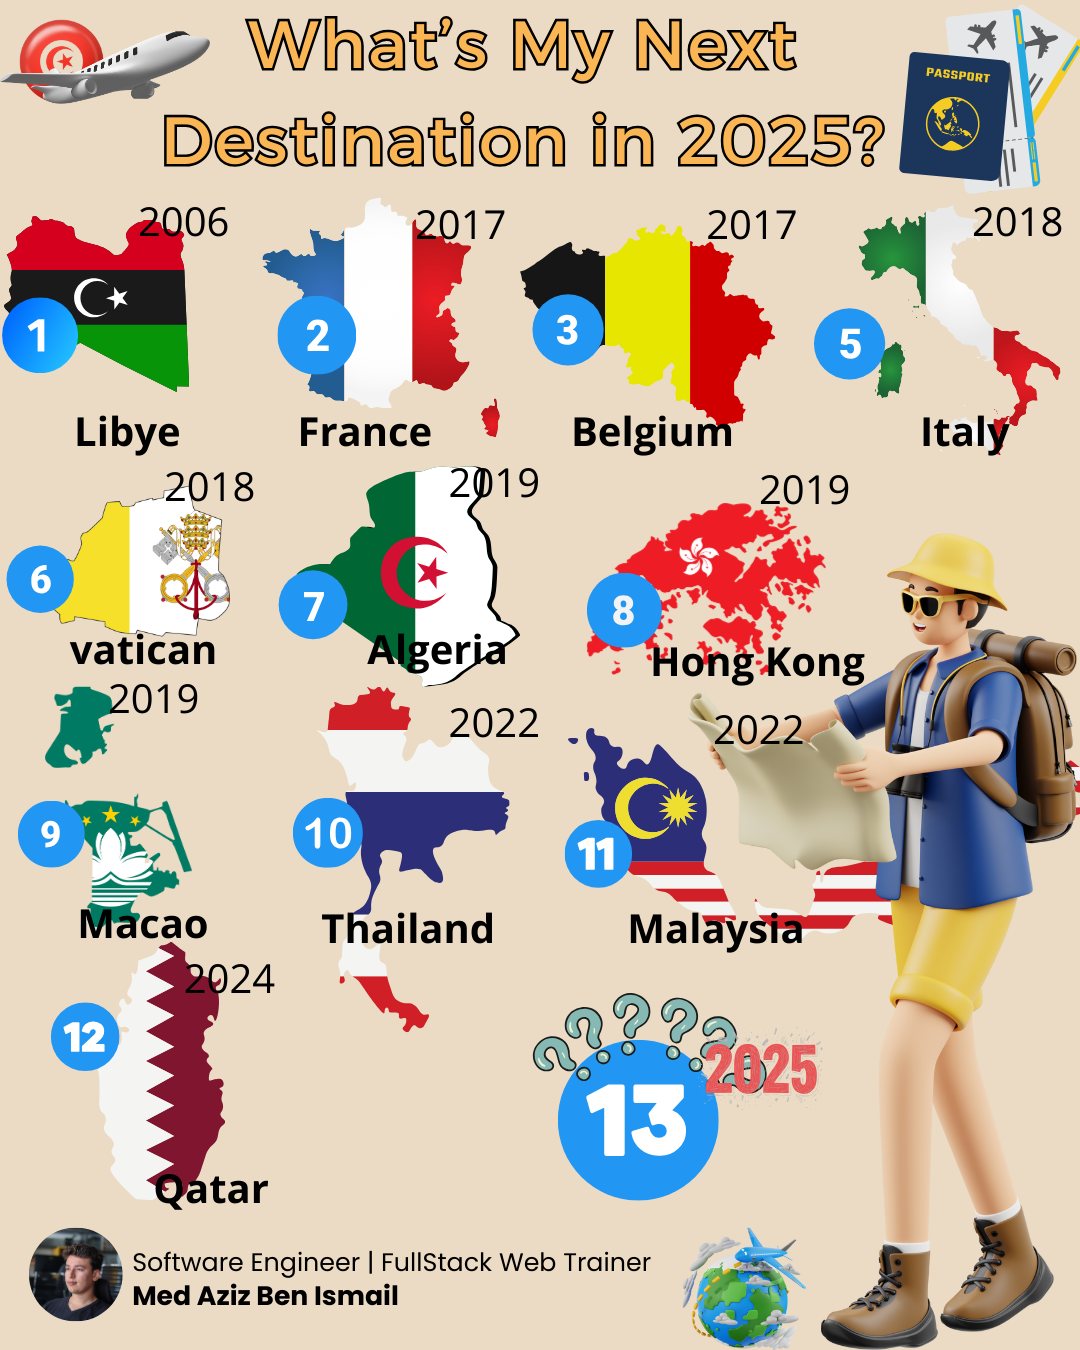 What's My Next
Destination in 2025?
PASSPORT
2006
2017
2017
2018
1
2
3
5
Libye
France
Belgium
Italy
2018
2019
2019
6
7
8
vatican
Algeria
Hong Kong
2019
2022
2022
9
10
11
Macao
Thailand
Malaysia
2024
12
Qatar
? ? ? ? ?
2025
13
Software Engineer | FullStack Web Trainer
Med Aziz Ben Ismail